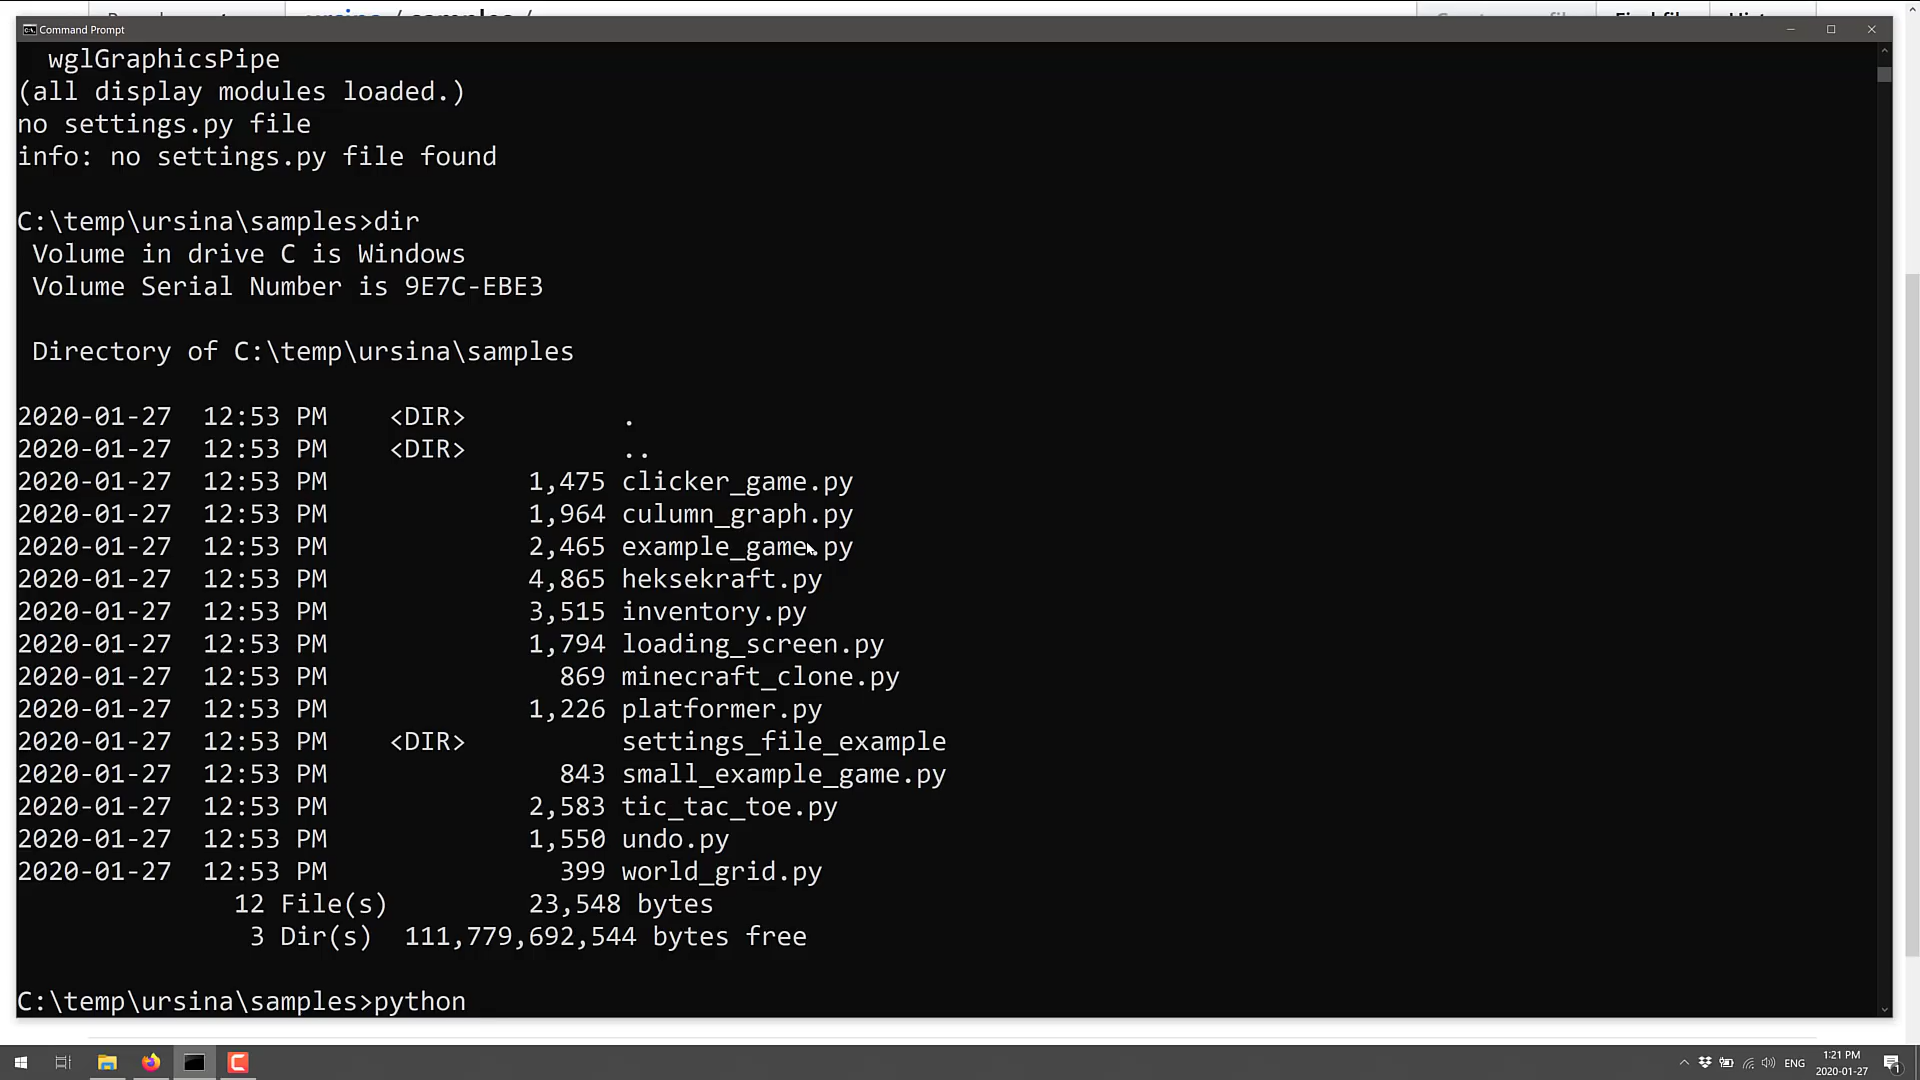 ursina / samples /
Command Prompt
wglGraphicsPipe
(all display modules loaded.)
no settings.py file
info: no settings.py file found
C:\temp\ursina\samples>dir
Volume in drive C is Windows
Volume Serial Number is 9E7C-EBE3
Directory of C:\temp\ursina\samples
2020-01-27  12:53 PM    <DIR>          .
2020-01-27  12:53 PM    <DIR>          ..
2020-01-27  12:53 PM             1,475 clicker_game.py
2020-01-27  12:53 PM             1,964 culumn_graph.py
2020-01-27  12:53 PM             2,465 example_game.py
2020-01-27  12:53 PM             4,865 heksekraft.py
2020-01-27  12:53 PM             3,515 inventory.py
2020-01-27  12:53 PM             1,794 loading_screen.py
2020-01-27  12:53 PM               869 minecraft_clone.py
2020-01-27  12:53 PM             1,226 platformer.py
2020-01-27  12:53 PM    <DIR>          settings_file_example
2020-01-27  12:53 PM               843 small_example_game.py
2020-01-27  12:53 PM             2,583 tic_tac_toe.py
2020-01-27  12:53 PM             1,550 undo.py
2020-01-27  12:53 PM               399 world_grid.py
12 File(s)         23,548 bytes
3 Dir(s)  111,779,692,544 bytes free
C:\temp\ursina\samples>python
ENG
1:21 PM
2020-01-27
1